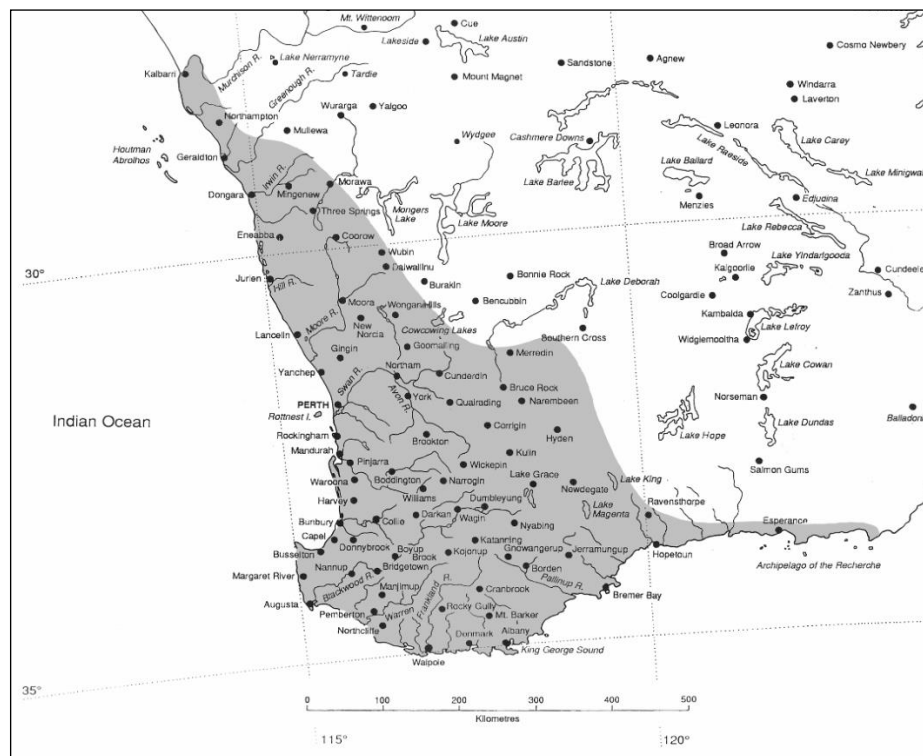 Mt. Wittenoom
Cue
Lakeside
Lake Austin
Cosmo Newbery
Lake Nerramyne
Sandstone
Agnew
Kalbarri
Murchison R.
Greenough R.
Tardie
Mount Magnet
Windarra
Laverton
Wurarga
Yalgoo
Northampton
Mullewa
Wydgee
Cashmere Downs
Leonora
Lake Carey
Houtman
Abrolhos
Geraldton
Lake Raeside
Lake Ballard
Lake Minigwal
Irwin R.
Morawa
Lake Barlee
Dongara
Mingenew
Menzies
Edjudina
Three Springs
Mongers
Lake
Lake Moore
Lake Rebecca
Eneabba
Coorow
Broad Arrow
Wubin
Lake Yindarlgooda
30°
Dalwallinu
Kalgoorlie
Cundeelee
Jurien
Hill R.
Burakin
Bonnie Rock
Lake Deborah
Coolgardie
Zanthus
Moora
Wongan Hills
Bencubbin
Moore R.
New
Norcia
Cowcowing Lakes
Kambalda
Lake Lefroy
Lancelin
Southern Cross
Widgiemooltha
Gingin
Goomalling
Merredin
Lake Cowan
Yanchep
Northam
Cunderdin
Swan R.
Bruce Rock
Norseman
PERTH
Avon R.
York
Quairading
Narembeen
Balladonia
Indian Ocean
Rottnest I.
Lake Hope
Lake Dundas
Rockingham
Brookton
Corrigin
Hyden
Mandurah
Kulin
Pinjarra
Wickepin
Salmon Gums
Waroona
Boddington
Narrogin
Lake Grace
Lake King
Harvey
Williams
Dumbleyung
Newdegate
Ravensthorpe
Bunbury
Collie
Darkan
Wagin
Lake
Magenta
Esperance
Capel
Nyabing
Donnybrook
Boyup
Brook
Katanning
Busselton
Kojonup
Gnowangerup
Jerramungup
Hopetoun
Nannup
Bridgetown
Borden
Archipelago of the Recherche
Margaret River
Blackwood R.
Pallinup R.
Manjimup
Frankland R.
Cranbrook
Bremer Bay
Augusta
Pemberton
Warren
Rocky Gully
Mt. Barker
Northcliffe
Denmark
Albany
King George Sound
Walpole
35°
0 100 200 300 400 500
Kilometres
115°
120°